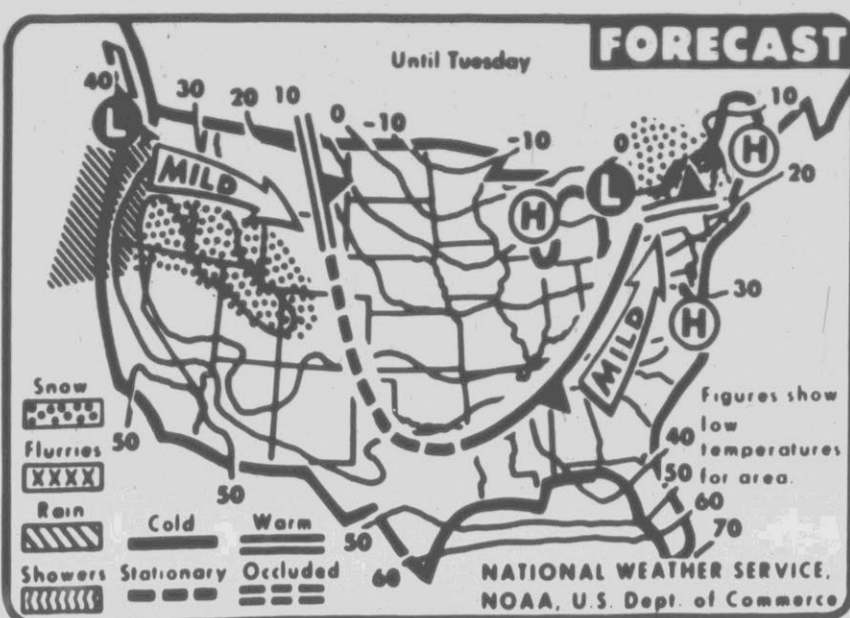 FORECAST
Until Tuesday
40
30
20
10
0
-10
-10
0
10
20
30
L
MILD
H
L
H
H
MILD
Snow
Flurries
XXXX
Rain
Showers
Cold
Warm
Stationary
Occluded
50
50
50
60
40
50
60
70
Figures show
low
temperatures
for area.
NATIONAL WEATHER SERVICE,
NOAA, U.S. Dept. of Commerce